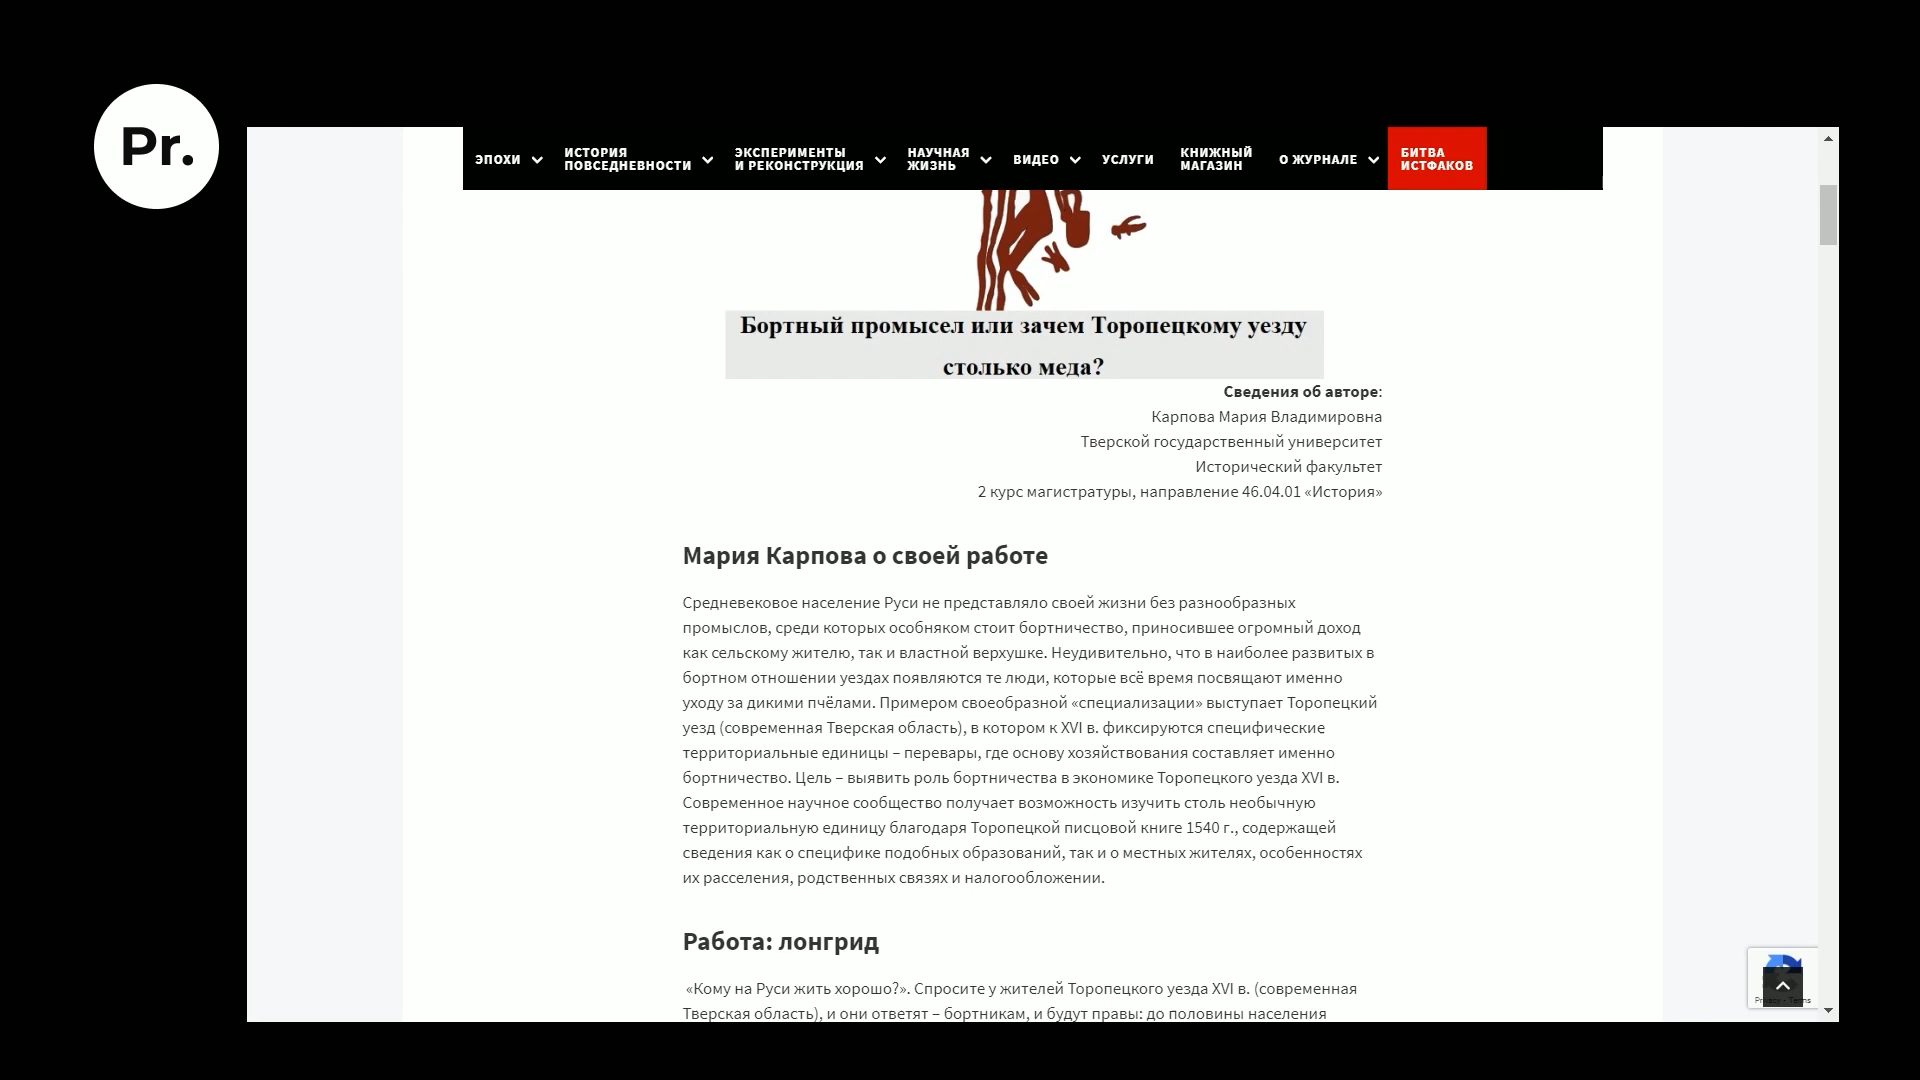 Pr.
ЭПОХИ
ИСТОРИЯ
ПОВСЕДНЕВНОСТИ
ЭКСПЕРИМЕНТЫ
И РЕКОНСТРУКЦИЯ
НАУЧНАЯ
ЖИЗНЬ
ВИДЕО
УСЛУГИ
КНИЖНЫЙ
МАГАЗИН
О ЖУРНАЛЕ
БИТВА
ИСТФАКОВ
Бортный промысел или зачем Торопецкому уезду
столько меда?
Сведения об авторе:
Карпова Мария Владимировна
Тверской государственный университет
Исторический факультет
2 курс магистратуры, направление 46.04.01 «История»
Мария Карпова о своей работе
Средневековое население Руси не представляло своей жизни без разнообразных
промыслов, среди которых особняком стоит бортничество, приносившее огромный доход
как сельскому жителю, так и властной верхушке. Неудивительно, что в наиболее развитых в
бортном отношении уездах появляются те люди, которые всё время посвящают именно
уходу за дикими пчёлами. Примером своеобразной «специализации» выступает Торопецкий
уезд (современная Тверская область), в котором к XVI в. фиксируются специфические
территориальные единицы – перевары, где основу хозяйствования составляет именно
бортничество. Цель – выявить роль бортничества в экономике Торопецкого уезда XVI в.
Современное научное сообщество получает возможность изучить столь необычную
территориальную единицу благодаря Торопецкой писцовой книге 1540 г., содержащей
сведения как о специфике подобных образований, так и о местных жителях, особенностях
их расселения, родственных связях и налогообложении.
Работа: лонгрид
«Кому на Руси жить хорошо?». Спросите у жителей Торопецкого уезда XVI в. (современная
Тверская область), и они ответят – бортникам, и будут правы: до половины населения